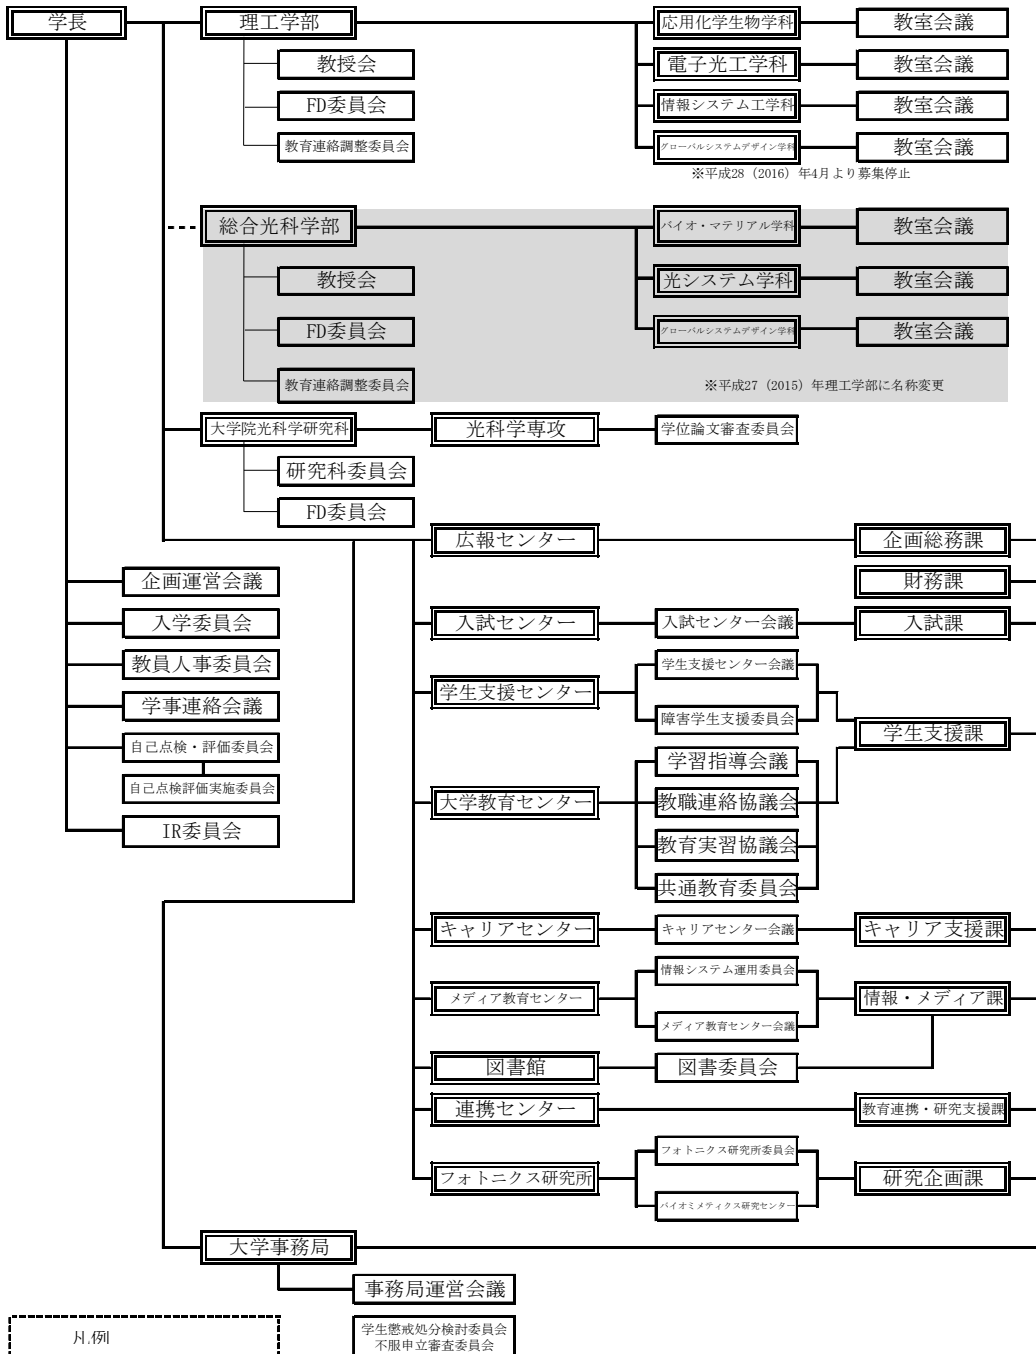 学長
理工学部
応用化学生物学科
教室会議
教授会
電子光工学科
教室会議
FD委員会
情報システム工学科
教室会議
教育連絡調整委員会
グローバルシステムデザイン学科
教室会議
※平成28（2016）年4月より募集停止
総合光科学部
バイオ・マテリアル学科
教室会議
教授会
光システム学科
教室会議
FD委員会
グローバルシステムデザイン学科
教室会議
教育連絡調整委員会
※平成27（2015）年理工学部に名称変更
大学院光科学研究科
光科学専攻
学位論文審査委員会
研究科委員会
FD委員会
広報センター
企画総務課
企画運営会議
財務課
入学委員会
入試センター
入試センター会議
入試課
教員人事委員会
学生支援センター
学生支援センター会議
学事連絡会議
障害学生支援委員会
学生支援課
自己点検・評価委員会
学習指導会議
自己点検評価実施委員会
大学教育センター
教職連絡協議会
IR委員会
教育実習協議会
共通教育委員会
キャリアセンター
キャリアセンター会議
キャリア支援課
情報システム運用委員会
メディア教育センター
情報・メディア課
メディア教育センター会議
図書館
図書委員会
連携センター
教育連携・研究支援課
フォトニクス研究所委員会
フォトニクス研究所
研究企画課
バイオミメティクス研究センター
大学事務局
事務局運営会議
学生懲戒処分検討委員会
不服申立審査委員会
凡例